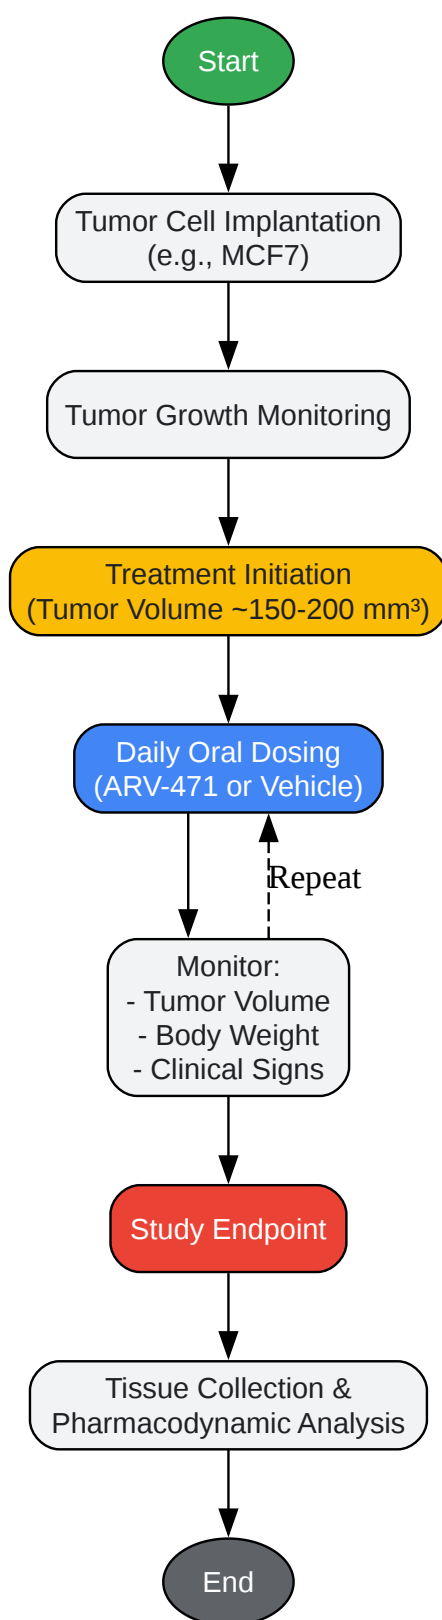 Start
Tumor Cell Implantation
(e.g., MCF7)
Tumor Growth Monitoring
Treatment Initiation
(Tumor Volume ~150-200 mm³)
Daily Oral Dosing
(ARV-471 or Vehicle)
Repeat
Monitor:
- Tumor Volume
- Body Weight
- Clinical Signs
Study Endpoint
Tissue Collection &
Pharmacodynamic Analysis
End